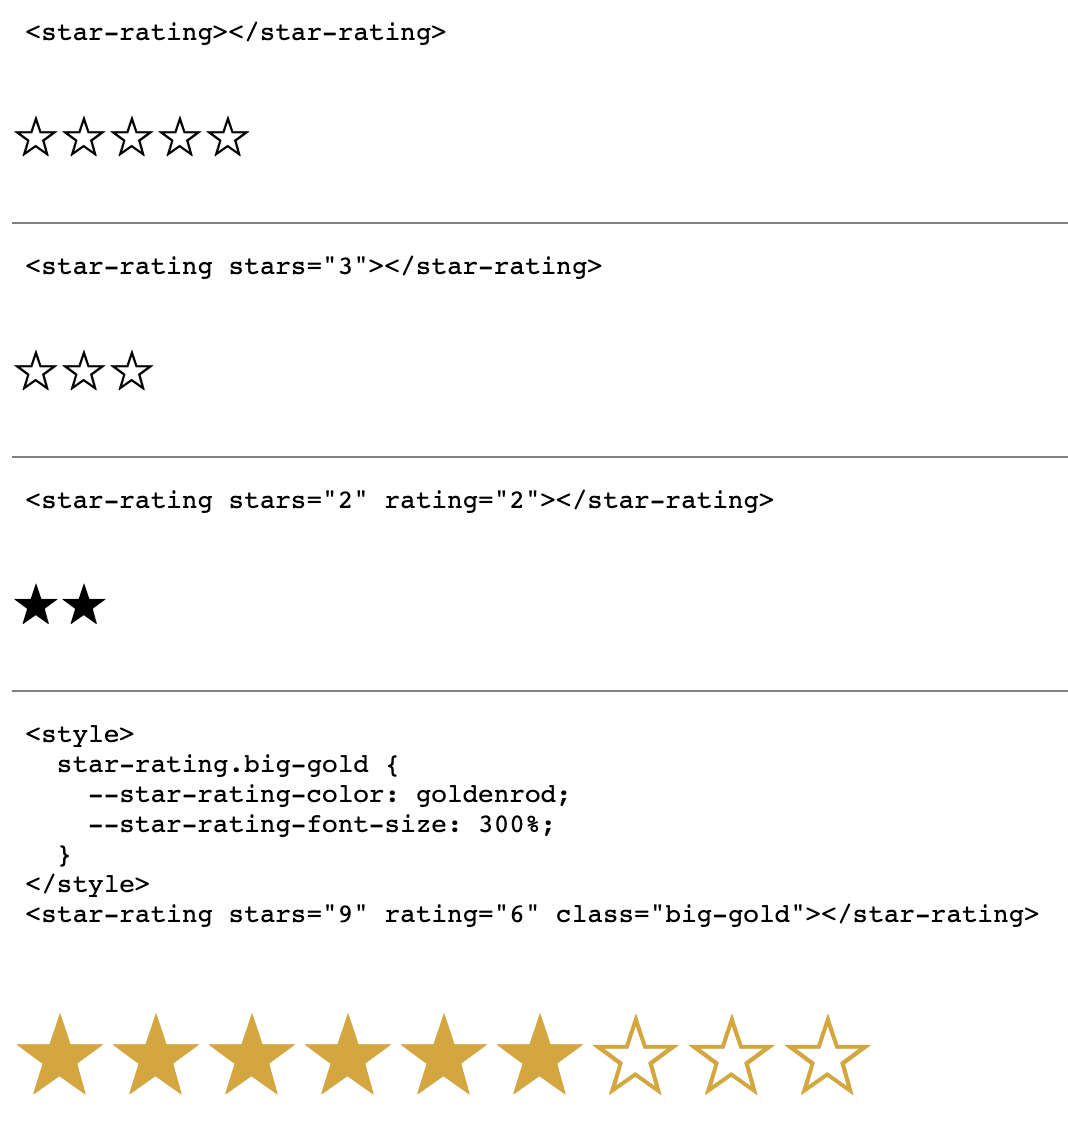 <star-rating></star-rating>
☆☆☆☆☆
<star-rating stars="3"></star-rating>
☆☆☆
<star-rating stars="2" rating="2"></star-rating>
★★
<style>
  star-rating.big-gold {
    --star-rating-color: goldenrod;
    --star-rating-font-size: 300%;
  }
</style>
<star-rating stars="9" rating="6" class="big-gold"></star-rating>
★★★★★★☆☆☆